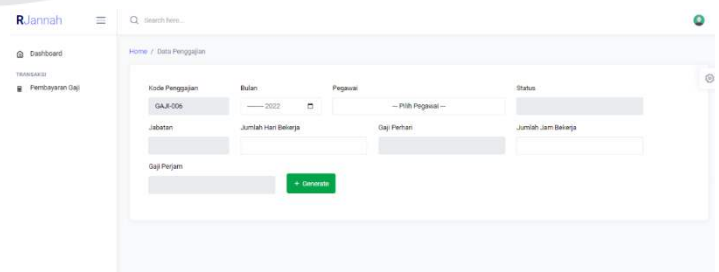 RJannah
Search here...
Dashboard
TRANSAKSI
Pembayaran Gaji
Home / Data Penggajian
Kode Penggajian Bulan Pegawai Status
GAJI-006 -------- 2022 -- Pilih Pegawai --
Jabatan Jumlah Hari Bekerja Gaji Perhari Jumlah Jam Bekerja
Gaji Perjam
+ Generate